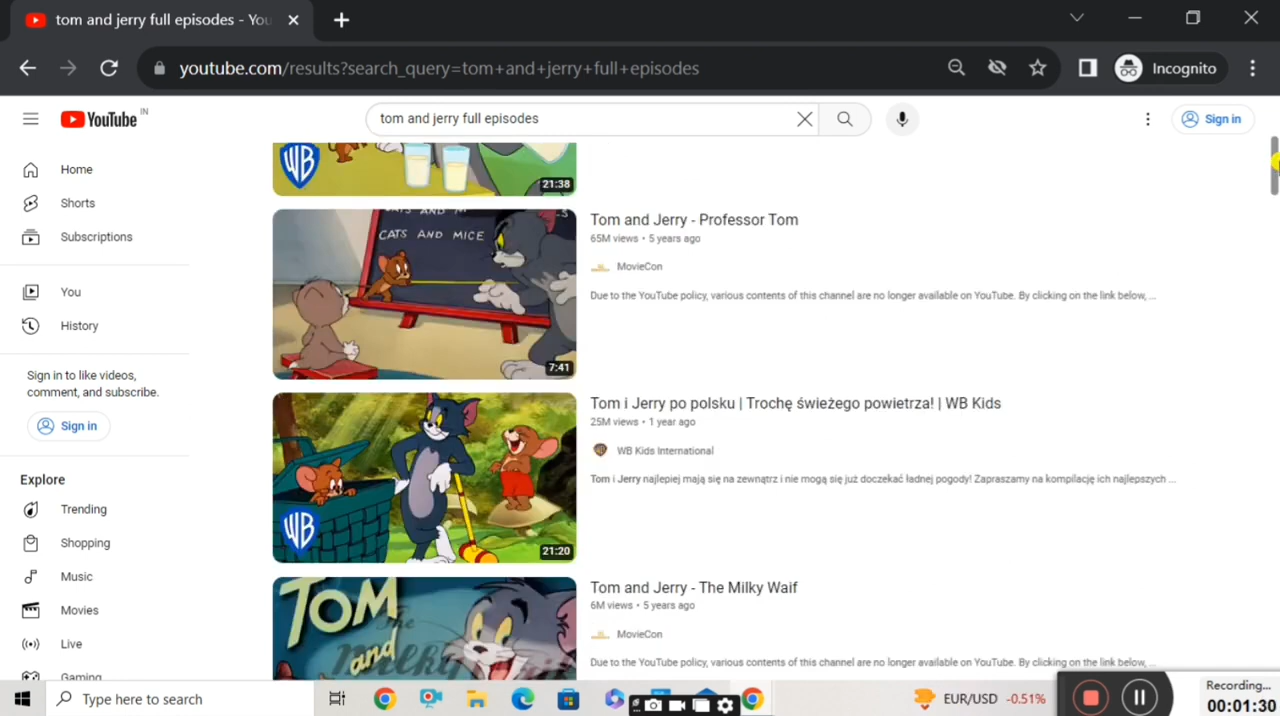 tom and jerry full episodes - You
youtube.com/results?search_query=tom+and+jerry+full+episodes
Incognito
YouTube IN
tom and jerry full episodes
Sign in
Home
Shorts
Subscriptions
You
History
Sign in to like videos,
comment, and subscribe.
Sign in
Explore
Trending
Shopping
Music
Movies
Live
Gaming
WB
21:38
CATS AND MICE
7:41
Tom and Jerry - Professor Tom
65M views • 5 years ago
MovieCon
Due to the YouTube policy, various contents of this channel are no longer available on YouTube. By clicking on the link below, ...
WB
21:20
Tom i Jerry po polsku | Trochę świeżego powietrza! | WB Kids
25M views • 1 year ago
WB Kids International
Tom i Jerry najlepiej mają się na zewnątrz i nie mogą się już doczekać ładnej pogody! Zapraszamy na kompilację ich najlepszych ...
TOM
The
and
Tom and Jerry - The Milky Waif
6M views • 5 years ago
MovieCon
Due to the YouTube policy, various contents of this channel are no longer available on YouTube. By clicking on the link below, ...
Type here to search
EUR/USD -0.51%
Recording...
00:01:30